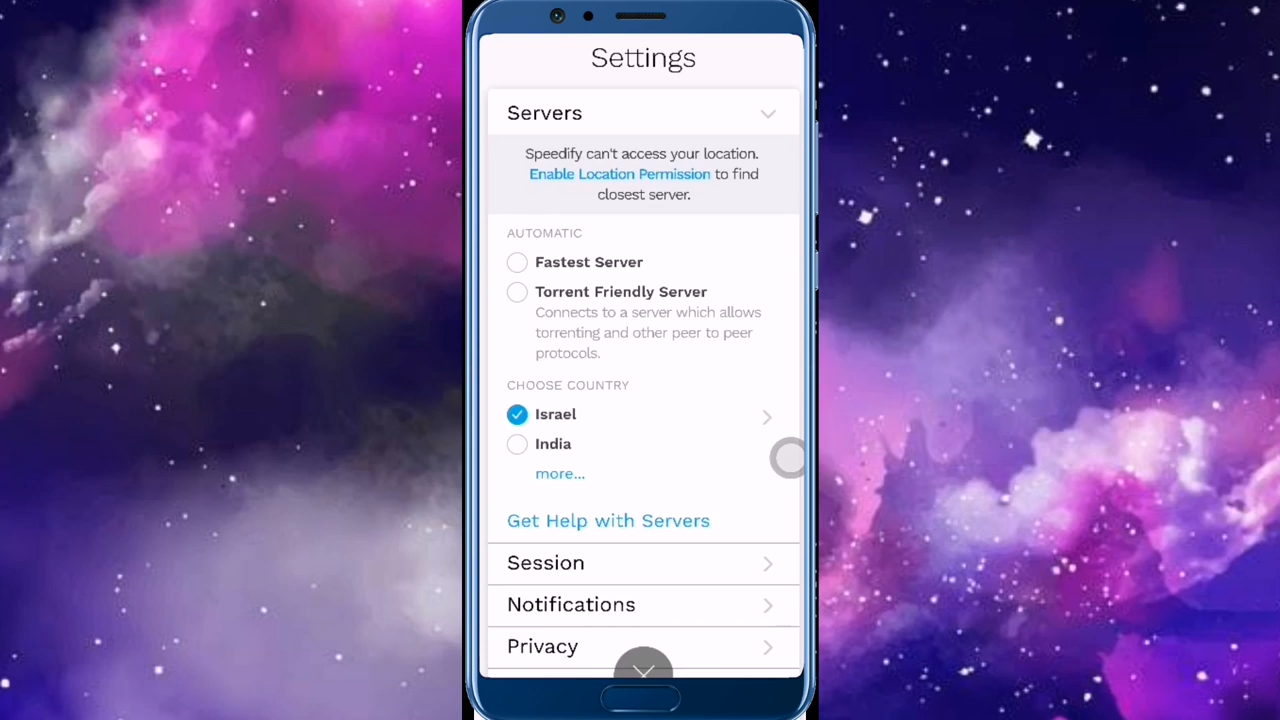 Settings
Servers
Speedify can't access your location.
Enable Location Permission to find
closest server.
AUTOMATIC
Fastest Server
Torrent Friendly Server
Connects to a server which allows
torrenting and other peer to peer
protocols.
CHOOSE COUNTRY
Israel
India
more...
Get Help with Servers
Session
Notifications
Privacy